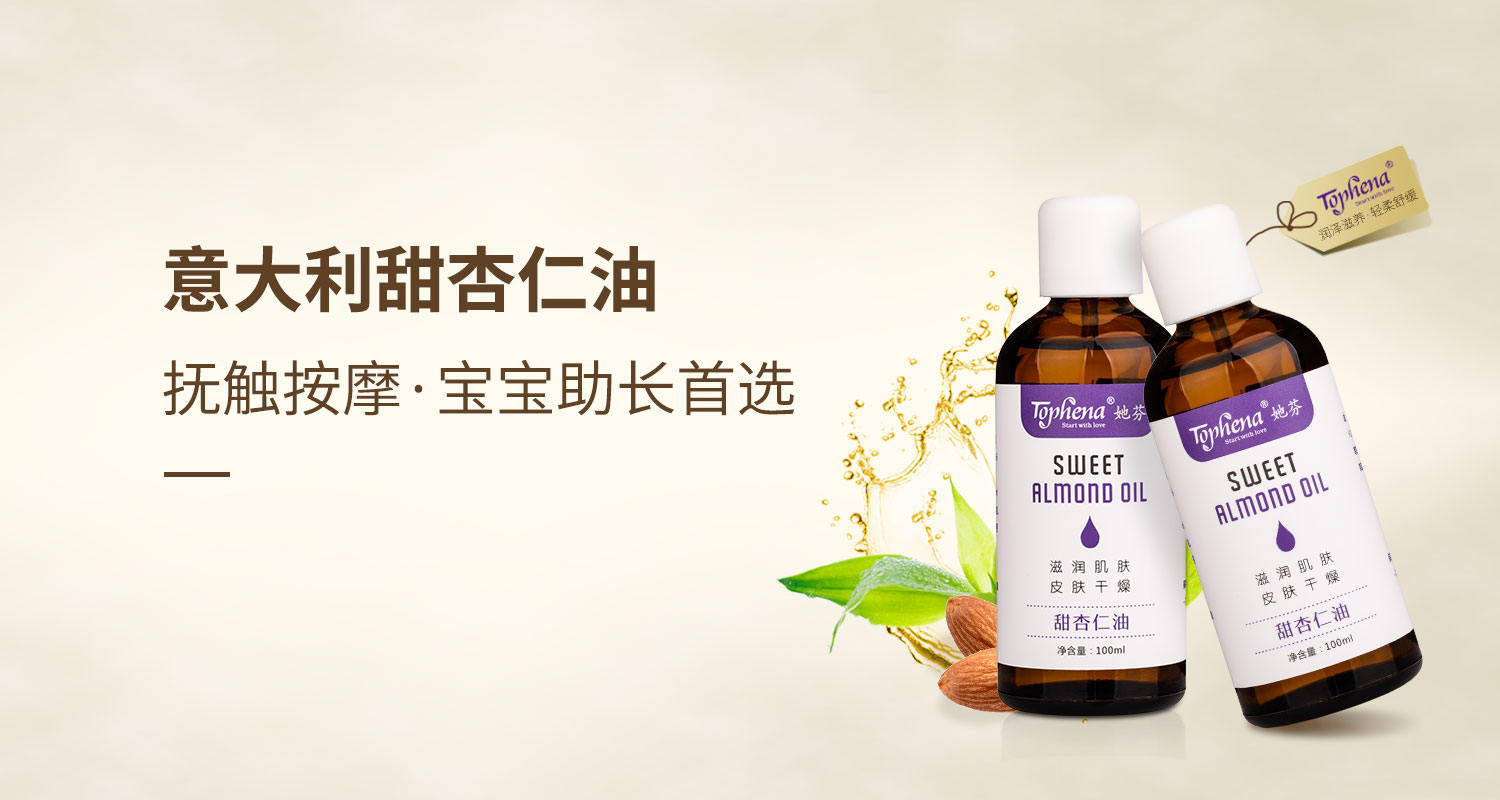 意大利甜杏仁油
抚触按摩·宝宝助长首选
Tophena®
Start with love
润泽滋养·轻柔舒缓
Tophena® 她芬
Start with love
SWEET
ALMOND OIL
滋润肌肤
皮肤干燥
甜杏仁油
净含量：100ml
Tophena® 她芬
Start with love
SWEET
ALMOND OIL
滋润肌肤
皮肤干燥
甜杏仁油
净含量：100ml